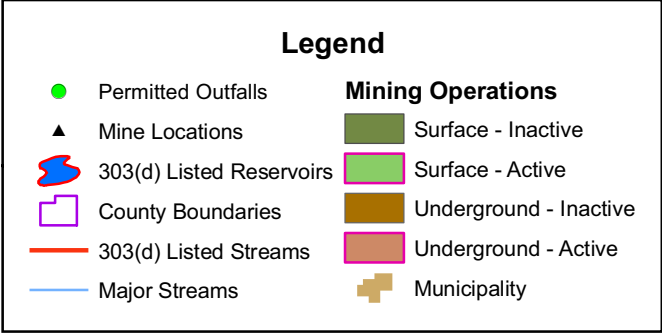 Legend
Permitted Outfalls
Mine Locations
303(d) Listed Reservoirs
County Boundaries
303(d) Listed Streams
Major Streams
Mining Operations
Surface - Inactive
Surface - Active
Underground - Inactive
Underground - Active
Municipality